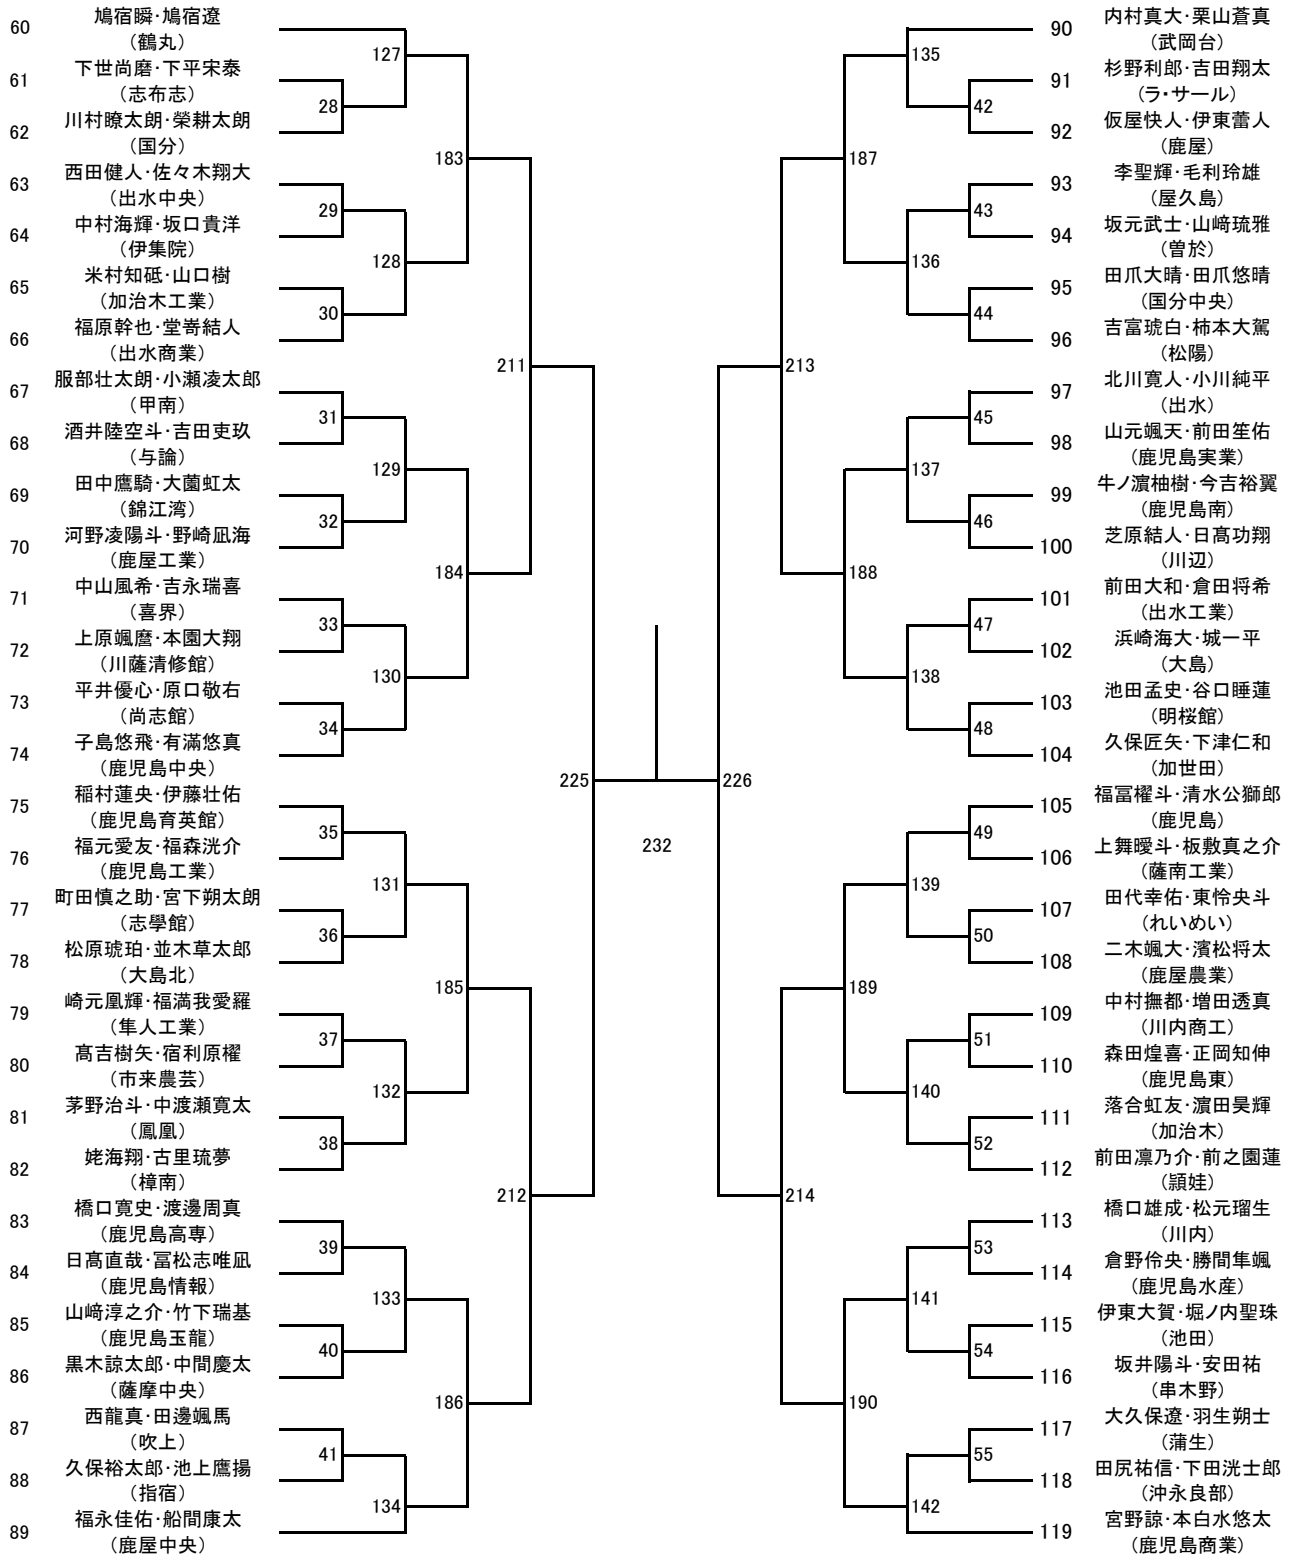 60 鳩宿瞬・鳩宿遼
（鶴丸）
61 下世尚磨・下平宋泰
（志布志）
62 川村瞭太朗・榮耕太朗
（国分）
63 西田健人・佐々木翔大
（出水中央）
64 中村海輝・坂口貴洋
（伊集院）
65 米村知砥・山口樹
（加治木工業）
66 福原幹也・堂嵜結人
（出水商業）
67 服部壮太朗・小瀬凌太郎
（甲南）
68 酒井陸空斗・吉田吏玖
（与論）
69 田中鷹騎・大薗虹太
（錦江湾）
70 河野凌陽斗・野崎凪海
（鹿屋工業）
71 中山風希・吉永瑞喜
（喜界）
72 上原颯麿・本園大翔
（川薩清修館）
73 平井優心・原口敬右
（尚志館）
74 子島悠飛・有満悠真
（鹿児島中央）
75 稲村蓮央・伊藤壮佑
（鹿児島育英館）
76 福元愛友・福森洸介
（鹿児島工業）
77 町田慎之助・宮下朔太朗
（志學館）
78 松原琥珀・並木草太郎
（大島北）
79 崎元凰輝・福満我愛羅
（隼人工業）
80 髙吉樹矢・宿利原櫂
（市来農芸）
81 茅野治斗・中渡瀬寛太
（鳳凰）
82 姥海翔・古里琉夢
（樟南）
83 橋口寛史・渡邊周真
（鹿児島高専）
84 日髙直哉・冨松志唯凪
（鹿児島情報）
85 山﨑淳之介・竹下瑞基
（鹿児島玉龍）
86 黒木諒太郎・中間慶太
（薩摩中央）
87 西龍真・田邊颯馬
（吹上）
88 久保裕太郎・池上鷹揚
（指宿）
89 福永佳佑・船間康太
（鹿屋中央）
28
29
30
31
32
33
34
35
36
37
38
39
40
41
127
128
129
130
131
132
133
134
183
184
185
186
211
212
225
232
226
213
214
187
188
189
190
135
136
137
138
139
140
141
142
42
43
44
45
46
47
48
49
50
51
52
53
54
55
90 内村真大・栗山蒼真
（武岡台）
91 杉野利郎・吉田翔太
（ラ・サール）
92 仮屋快人・伊東蕾人
（鹿屋）
93 李聖輝・毛利玲雄
（屋久島）
94 坂元武士・山﨑琉雅
（曽於）
95 田爪大晴・田爪悠晴
（国分中央）
96 吉富琥白・柿本大駕
（松陽）
97 北川寛人・小川純平
（出水）
98 山元颯天・前田笙佑
（鹿児島実業）
99 牛ノ濵柚樹・今吉裕翼
（鹿児島南）
100 芝原結人・日髙功翔
（川辺）
101 前田大和・倉田将希
（出水工業）
102 浜崎海大・城一平
（大島）
103 池田孟史・谷口睡蓮
（明桜館）
104 久保匠矢・下津仁和
（加世田）
105 福冨櫂斗・清水公獅郎
（鹿児島）
106 上舞曖斗・板敷真之介
（薩南工業）
107 田代幸佑・東怜央斗
（れいめい）
108 二木颯大・濱松将太
（鹿屋農業）
109 中村撫都・増田透真
（川内商工）
110 森田煌喜・正岡知伸
（鹿児島東）
111 落合虹友・濵田昊輝
（加治木）
112 前田凛乃介・前之園蓮
（頴娃）
113 橋口雄成・松元瑠生
（川内）
114 倉野伶央・勝間隼颯
（鹿児島水産）
115 伊東大賀・堀ノ内聖珠
（池田）
116 坂井陽斗・安田祐
（串木野）
117 大久保遼・羽生朔士
（蒲生）
118 田尻祐信・下田洸士郎
（沖永良部）
119 宮野諒・本白水悠太
（鹿児島商業）